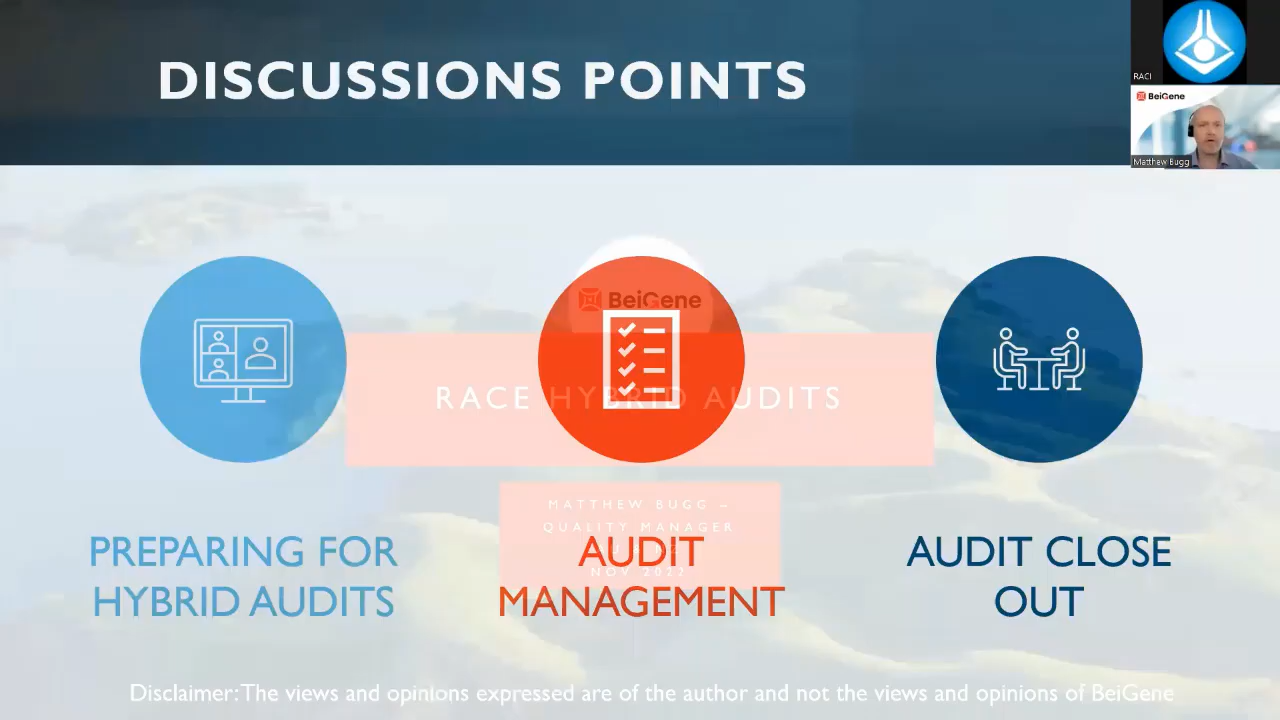 DISCUSSIONS POINTS
RACI
BeiGene
Matthew Bugg
BeiGene
RACE HYBRID AUDITS
MATTHEW BUGG –
QUALITY MANAGER
NOV 2022
PREPARING FOR
HYBRID AUDITS
AUDIT
MANAGEMENT
AUDIT CLOSE
OUT
Disclaimer: The views and opinions expressed are of the author and not the views and opinions of BeiGene